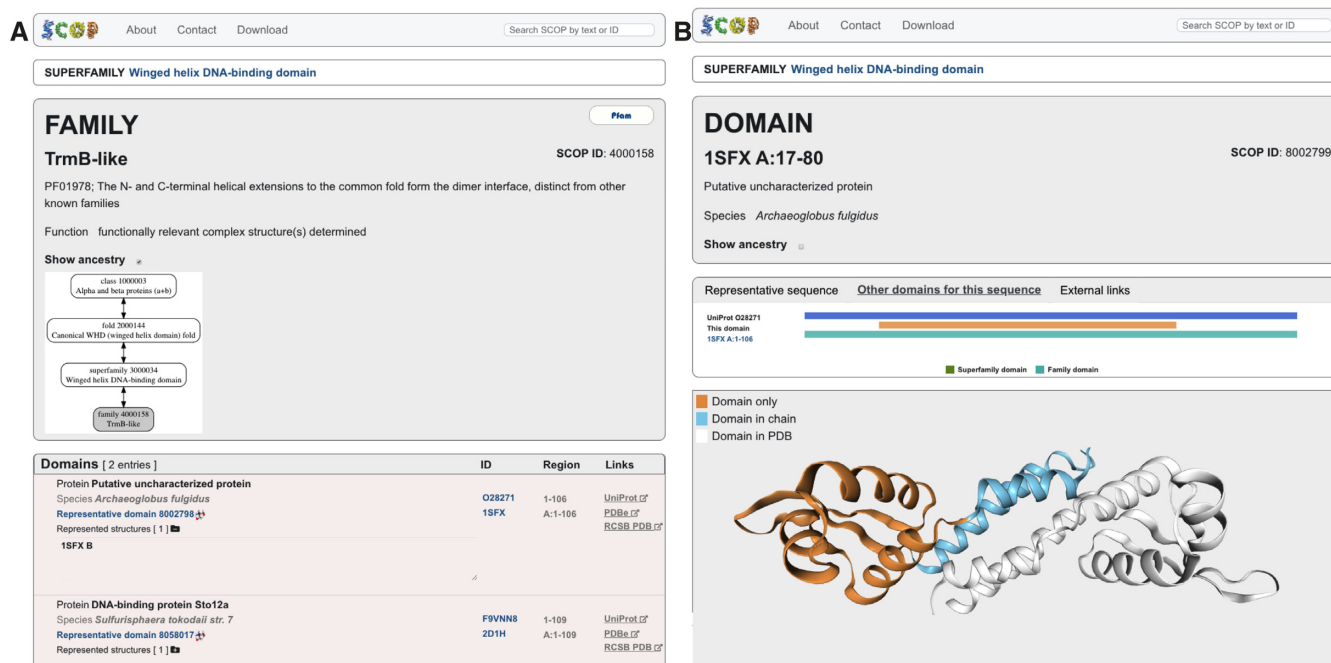 A
SCOP
About Contact Download
Search SCOP by text or ID
SUPERFAMILY Winged helix DNA-binding domain
FAMILY
Pfam
TrmB-like
SCOP ID: 4000158
PF01978; The N- and C-terminal helical extensions to the common fold form the dimer interface, distinct from other
known families
Function functionally relevant complex structure(s) determined
Show ancestry
class 1000003
Alpha and beta proteins (a+b)
fold 2000144
Canonical WHD (winged helix domain) fold
superfamily 3000034
Winged helix DNA-binding domain
family 4000158
TrmB-like
Domains [ 2 entries ] ID Region Links
Protein Putative uncharacterized protein
Species Archaeoglobus fulgidus O28271 1-106 UniProt
Representative domain 8002798 1SFX A:1-106 PDBe
Represented structures [ 1 ] RCSB PDB
1SFX B
Protein DNA-binding protein Sto12a
Species Sulfurisphaera tokodaii str. 7 F9VNN8 1-109 UniProt
Representative domain 8058017 2D1H A:1-109 PDBe
Represented structures [ 1 ] RCSB PDB
B
SCOP
About Contact Download
Search SCOP by text or ID
SUPERFAMILY Winged helix DNA-binding domain
DOMAIN
1SFX A:17-80
SCOP ID: 8002799
Putative uncharacterized protein
Species Archaeoglobus fulgidus
Show ancestry
Representative sequence Other domains for this sequence External links
UniProt O28271
This domain
1SFX A:1-106
Superfamily domain Family domain
Domain only
Domain in chain
Domain in PDB